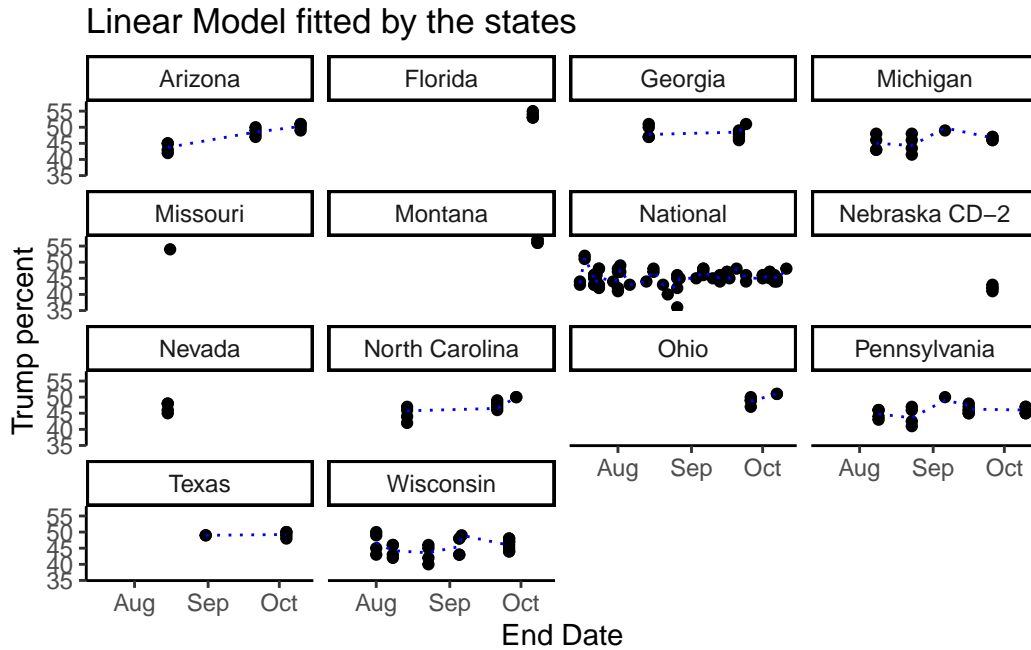 Linear Model fitted by the states
Arizona Florida Georgia Michigan
55
50
45
40
35
Missouri Montana National Nebraska CD−2
55
50
45
40
35
Nevada North Carolina Ohio Pennsylvania
55
50
45
40
35
Aug Sep Oct Aug Sep Oct
Texas Wisconsin
55
50
45
40
35
Aug Sep Oct Aug Sep Oct
Trump percent
End Date